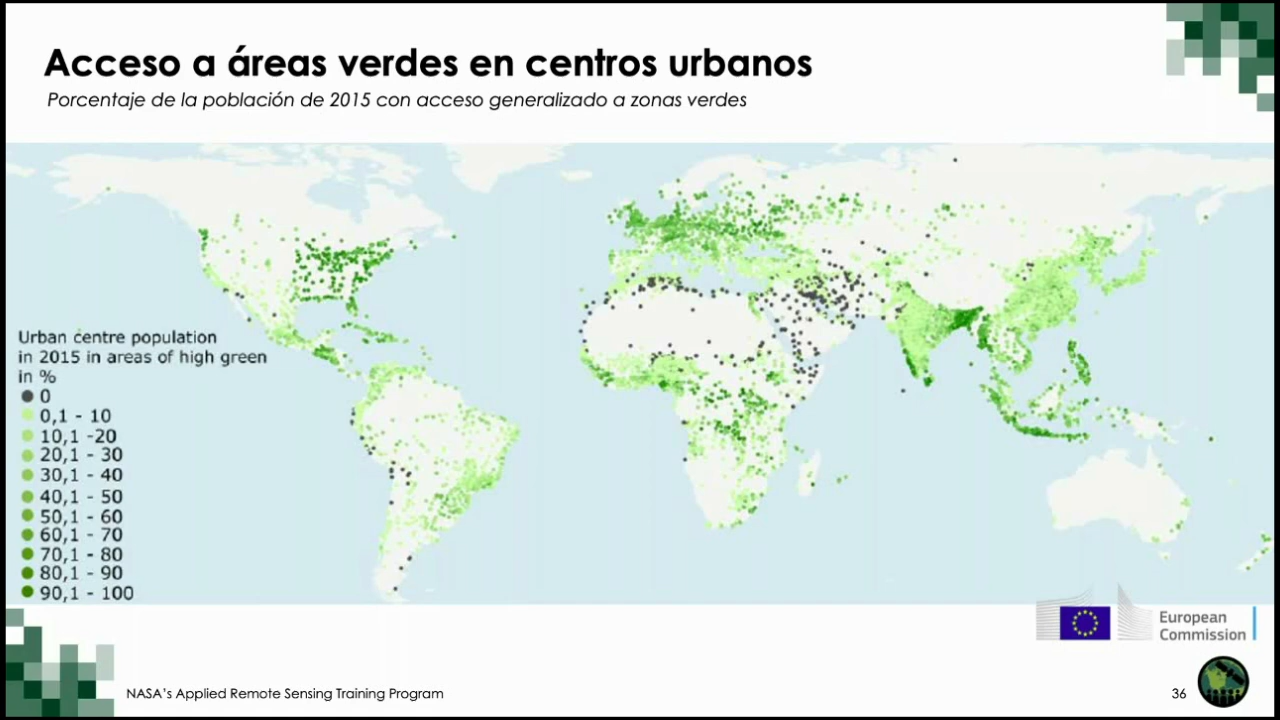 Acceso a áreas verdes en centros urbanos
Porcentaje de la población de 2015 con acceso generalizado a zonas verdes
Urban centre population
in 2015 in areas of high green
in %
0
0,1 - 10
10,1 -20
20,1 - 30
30,1 - 40
40,1 - 50
50,1 - 60
60,1 - 70
70,1 - 80
80,1 - 90
90,1 - 100
European
Commission
NASA's Applied Remote Sensing Training Program
36